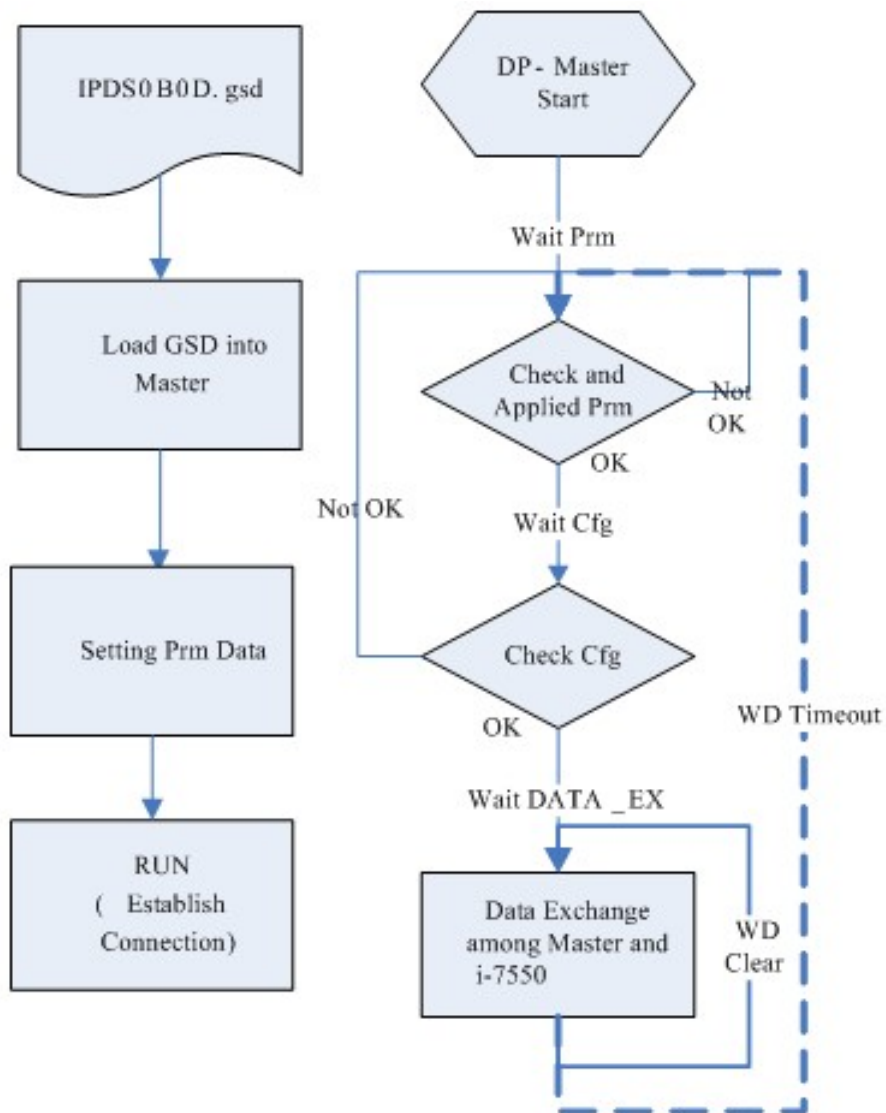 IPDS0B0D. gsd
Load GSD into
Master
Setting Prm Data
RUN
( Establish
Connection)
DP - Master
Start
Wait Prm
Check and
Applied Prm
Not
OK
OK
Not OK
Wait Cfg
Check Cfg
OK
WD Timeout
Wait DATA _EX
Data Exchange
among Master and
i-7550
WD
Clear